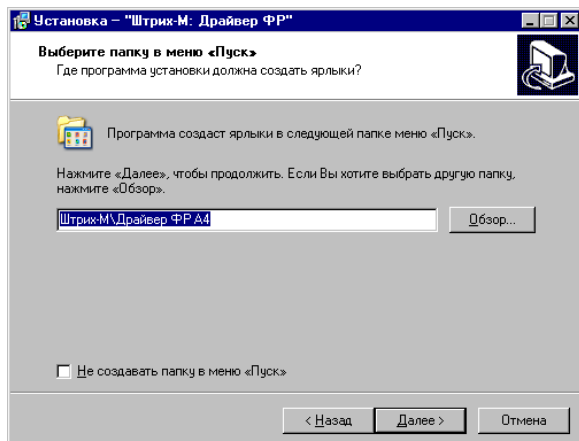 Установка – "Штрих-М: Драйвер ФР"
Выберите папку в меню «Пуск»
Где программа установки должна создать ярлыки?
Программа создаст ярлыки в следующей папке меню «Пуск».
Нажмите «Далее», чтобы продолжить. Если Вы хотите выбрать другую папку,
нажмите «Обзор».
Штрих-М\Драйвер ФР А4
Обзор...
Не создавать папку в меню «Пуск»
< Назад
Далее >
Отмена